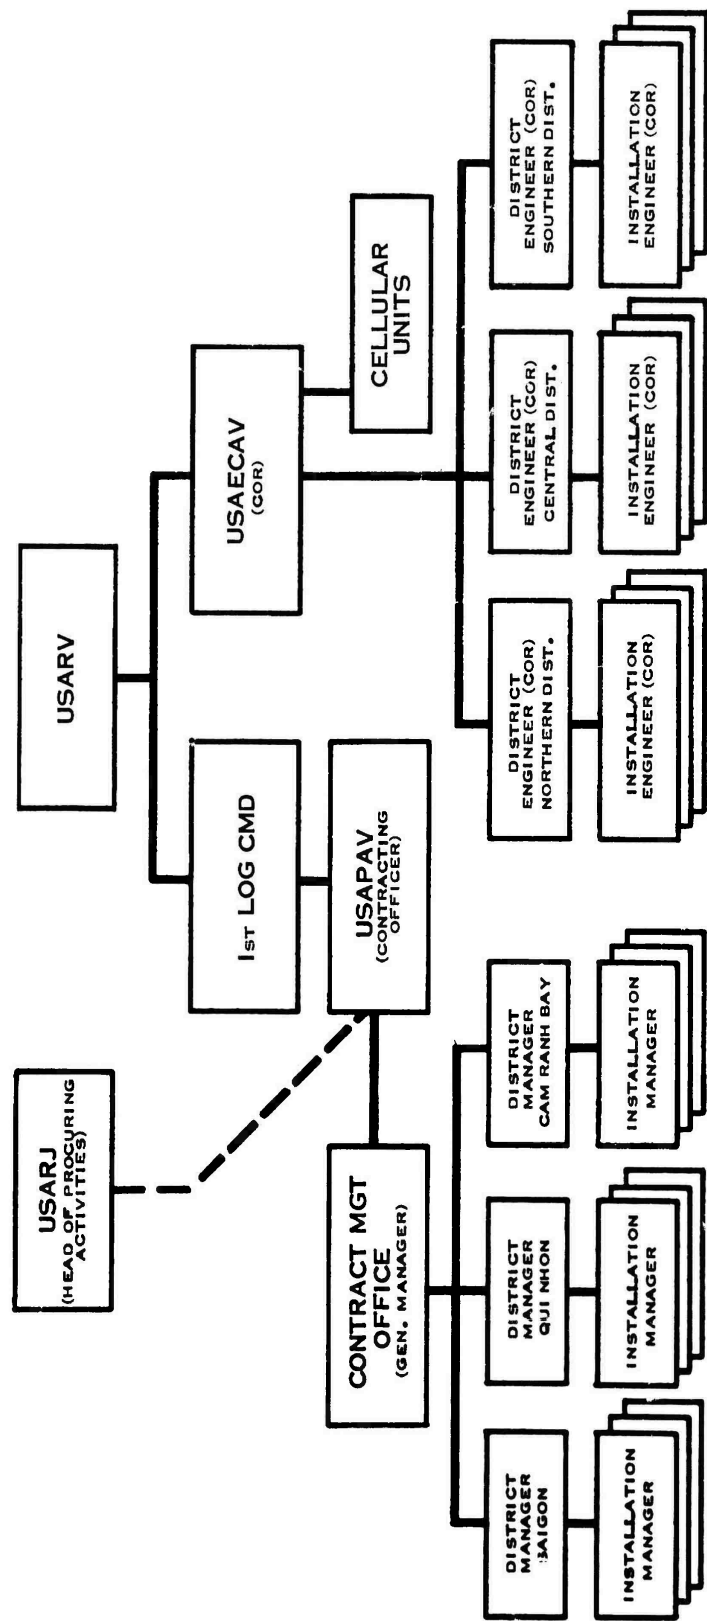 USARJ
(HEAD OF PROCURING
ACTIVITIES)
USARV
1ST LOG CMD
USAECAV
(COR)
CONTRACT MGT
OFFICE
(GEN. MANAGER)
USAPAV
(CONTRACTING
OFFICER)
CELLULAR
UNITS
DISTRICT
MANAGER
SAIGON
DISTRICT
MANAGER
QUI NHON
DISTRICT
MANAGER
CAM RANH BAY
DISTRICT
ENGINEER (COR)
NORTHERN DIST.
DISTRICT
ENGINEER (COR)
CENTRAL DIST.
DISTRICT
ENGINEER (COR)
SOUTHERN DIST.
INSTALLATION
MANAGER
INSTALLATION
MANAGER
INSTALLATION
MANAGER
INSTALLATION
ENGINEER (COR)
INSTALLATION
ENGINEER (COR)
INSTALLATION
ENGINEER (COR)